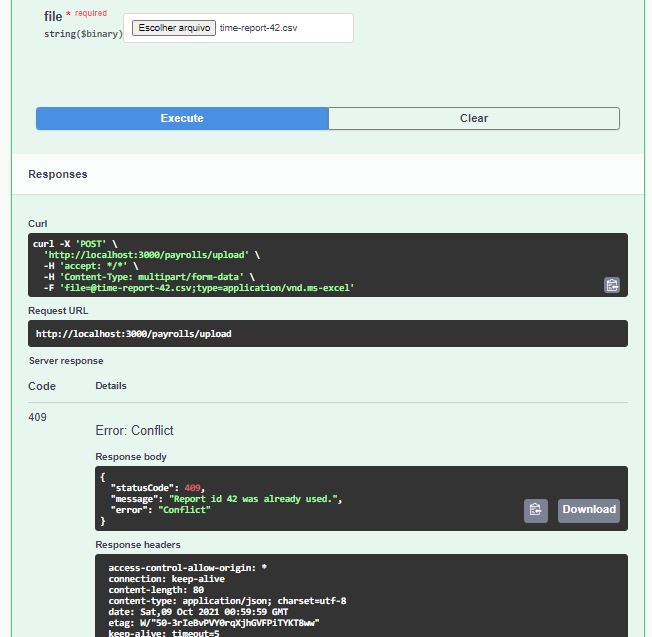 file * required
string($binary)
Escolher arquivo time-report-42.csv
Execute
Clear
Responses
Curl
curl -X 'POST' \
  'http://localhost:3000/payrolls/upload' \
  -H 'accept: */*' \
  -H 'Content-Type: multipart/form-data' \
  -F 'file=@time-report-42.csv;type=application/vnd.ms-excel'
Request URL
http://localhost:3000/payrolls/upload
Server response
Code Details
409
Error: Conflict
Response body
{
  "statusCode": 409,
  "message": "Report id 42 was already used.",
  "error": "Conflict"
}
Download
Response headers
access-control-allow-origin: *
connection: keep-alive
content-length: 80
content-type: application/json; charset=utf-8
date: Sat,09 Oct 2021 00:59:59 GMT
etag: W/"50-3rIeBvPVY0rqXjhGVFPiTYKT8ww"
keep-alive: timeout=5